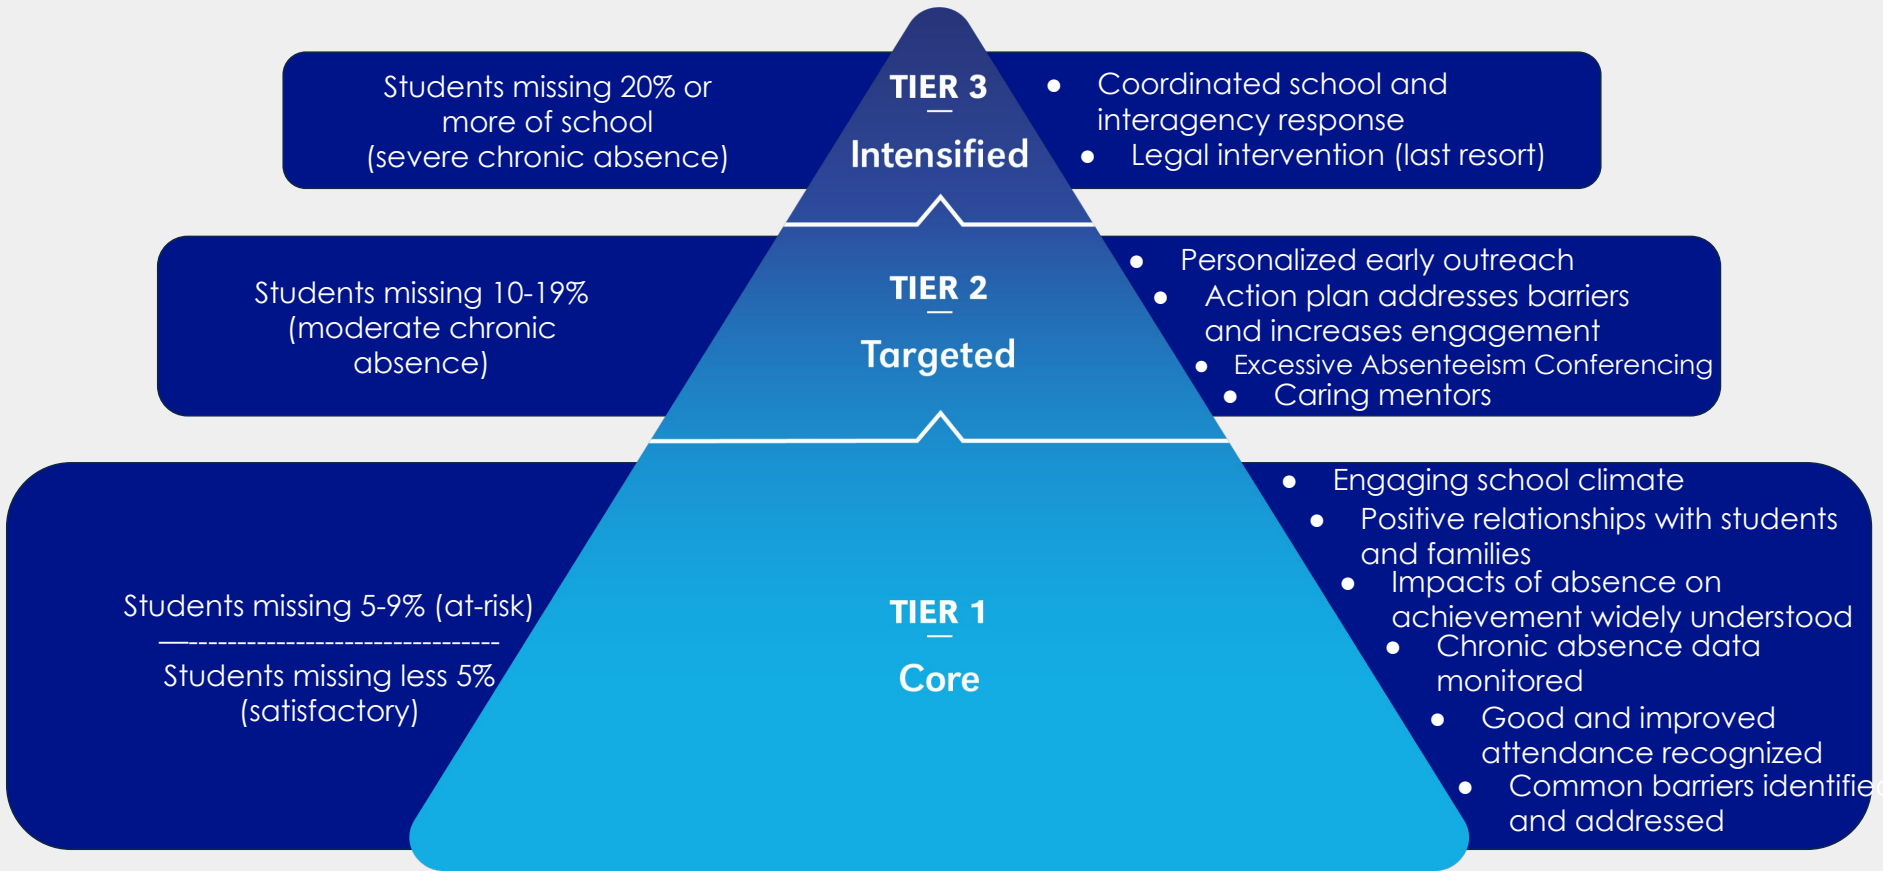 Students missing 20% or
more of school
(severe chronic absence)
TIER 3
Intensified
● Coordinated school and
interagency response
● Legal intervention (last resort)
Students missing 10-19%
(moderate chronic
absence)
TIER 2
Targeted
● Personalized early outreach
● Action plan addresses barriers
and increases engagement
● Excessive Absenteeism Conferencing
● Caring mentors
Students missing 5-9% (at-risk)
—--------------------------------
Students missing less 5%
(satisfactory)
TIER 1
Core
● Engaging school climate
● Positive relationships with students
and families
● Impacts of absence on
achievement widely understood
● Chronic absence data
monitored
● Good and improved
attendance recognized
● Common barriers identified
and addressed